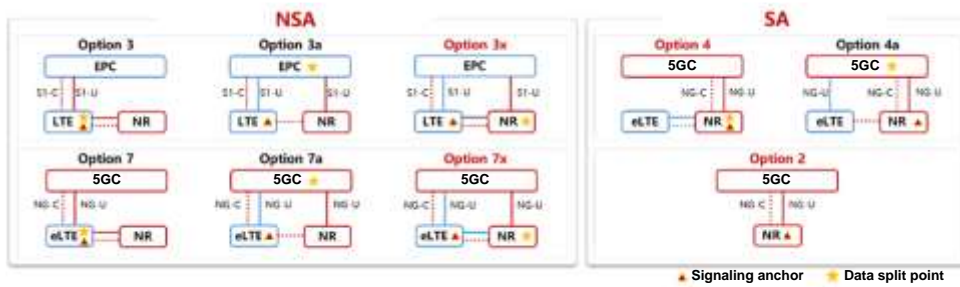 NSA
SA
Option 3
Option 3a
Option 3x
Option 4
Option 4a
EPC
EPC
EPC
5GC
5GC
S1-C
S1-U
S1-C
S1-U
S1-U
S1-C
S1-U
S1-U
NG-C
NG-U
NG-U
NG-C
NG-U
LTE
NR
LTE
NR
LTE
NR
eLTE
NR
eLTE
NR
Option 7
Option 7a
Option 7x
Option 2
5GC
5GC
5GC
5GC
NG-C
NG-U
NG-C
NG-U
NG-U
NG-C
NG-U
NG-U
NG-C
NG-U
eLTE
NR
eLTE
NR
eLTE
NR
NR
Signaling anchor
Data split point